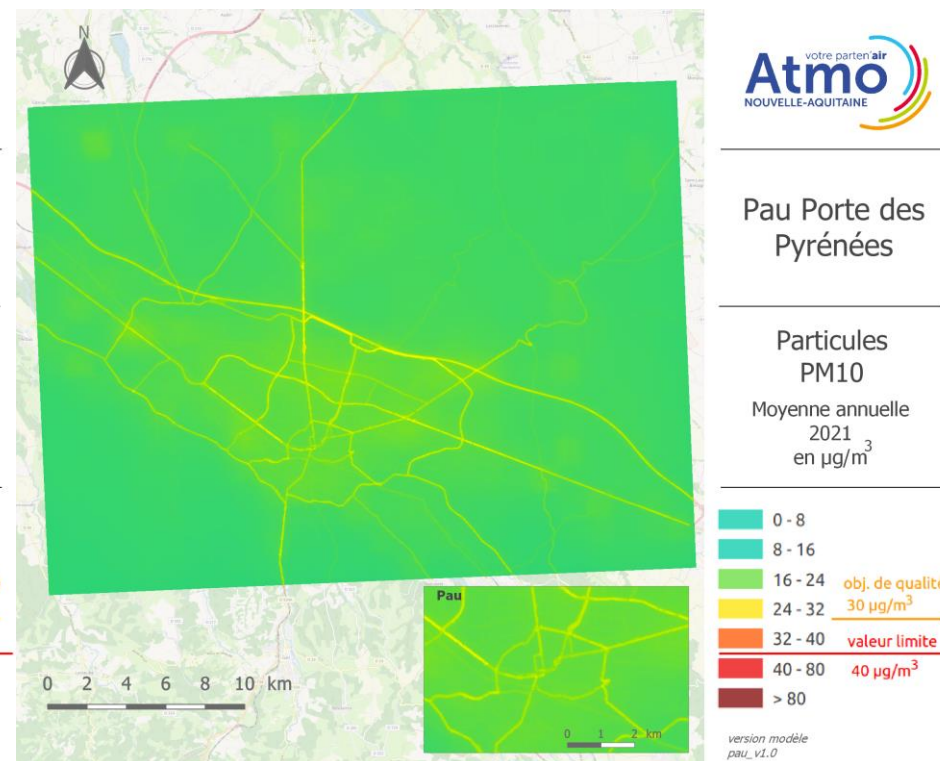 N
votre parten'air
Atmo
NOUVELLE-AQUITAINE
Pau Porte des
Pyrénées
Particules
PM10
Moyenne annuelle
2021
en µg/m³
0 - 8
8 - 16
16 - 24
obj. de qualité
24 - 32
30 µg/m³
32 - 40
valeur limite
40 - 80
40 µg/m³
> 80
version modèle
pau_v1.0
Pau
0 1 2 km
0 2 4 6 8 10 km